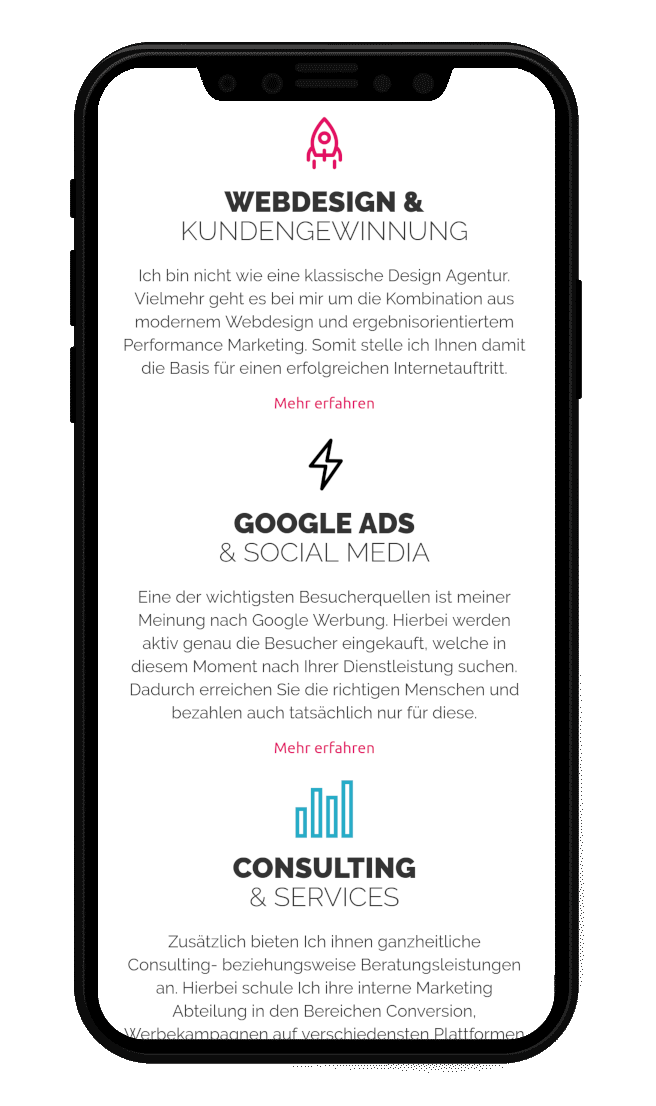 WEBDESIGN &
KUNDENGEWINNUNG
Ich bin nicht wie eine klassische Design Agentur.
Vielmehr geht es bei mir um die Kombination aus
modernem Webdesign und ergebnisorientiertem
Performance Marketing. Somit stelle ich Ihnen damit
die Basis für einen erfolgreichen Internetauftritt.
Mehr erfahren
GOOGLE ADS
& SOCIAL MEDIA
Eine der wichtigsten Besucherquellen ist meiner
Meinung nach Google Werbung. Hierbei werden
aktiv genau die Besucher eingekauft, welche in
diesem Moment nach Ihrer Dienstleistung suchen.
Dadurch erreichen Sie die richtigen Menschen und
bezahlen auch tatsächlich nur für diese.
Mehr erfahren
CONSULTING
& SERVICES
Zusätzlich bieten Ich ihnen ganzheitliche
Consulting- beziehungsweise Beratungsleistungen
an. Hierbei schule Ich ihre interne Marketing
Abteilung in den Bereichen Conversion,
Werbekampagnen auf verschiedensten Plattformen